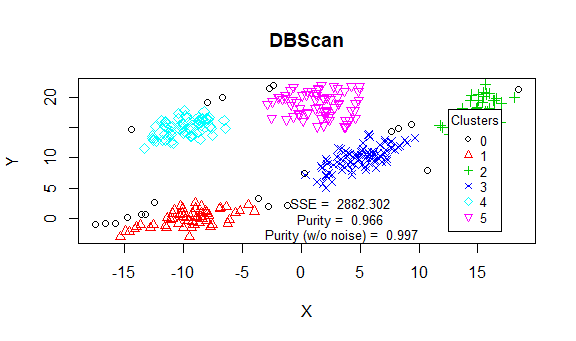 DBScan
Y
0
5
10
20
Clusters
0
1
2
3
4
5
SSE = 2882.302
Purity = 0.966
Purity (w/o noise) = 0.997
-15 -10 -5 0 5 10 15
X